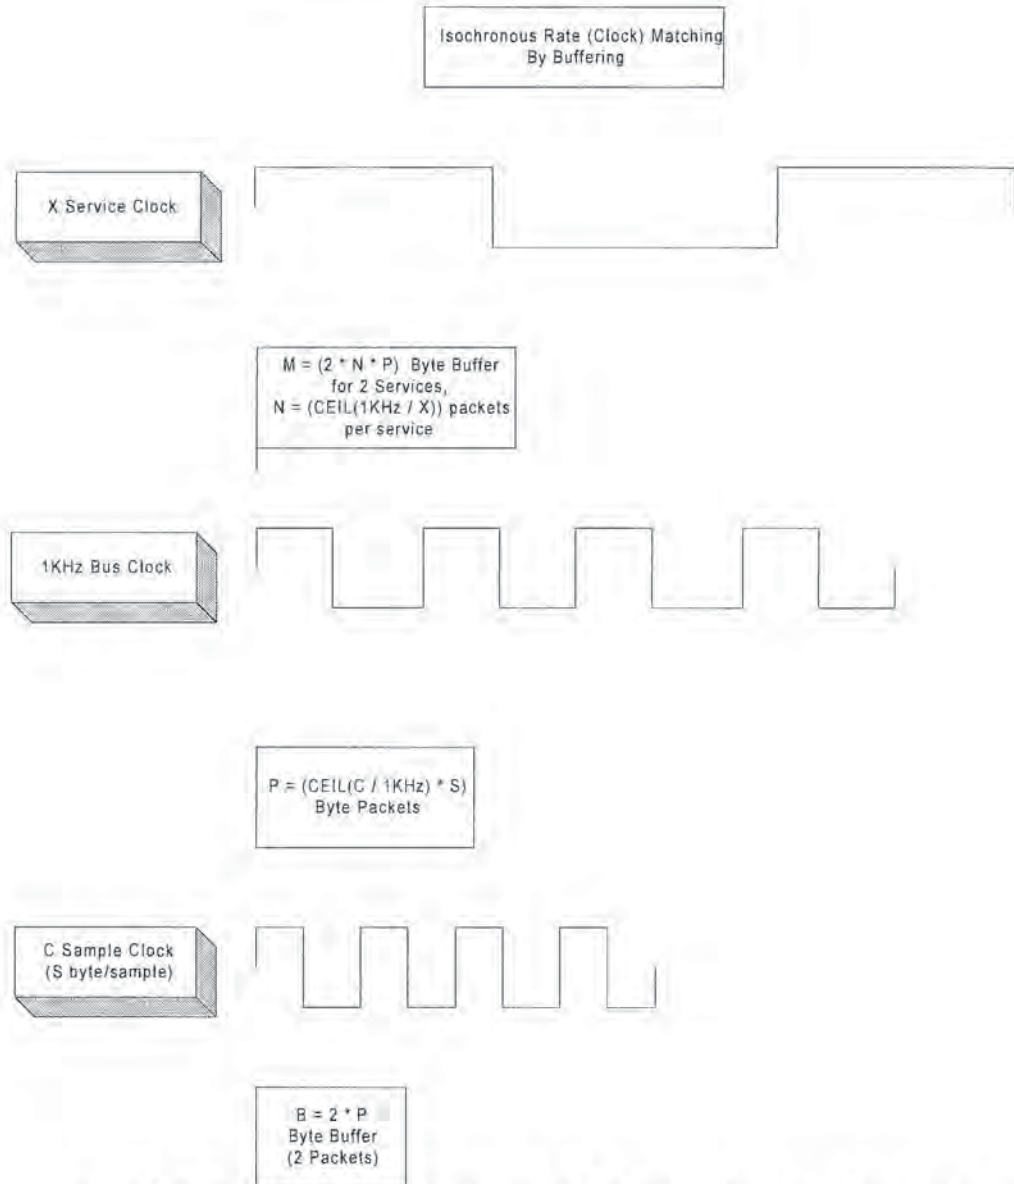 Isochronous Rate (Clock) Matching
By Buffering
X Service Clock
M = (2 * N * P) Byte Buffer
for 2 Services,
N = (CEIL(1KHz / X)) packets
per service
1KHz Bus Clock
P = (CEIL(C / 1KHz) * S)
Byte Packets
C Sample Clock
(S byte/sample)
B = 2 * P
Byte Buffer
(2 Packets)